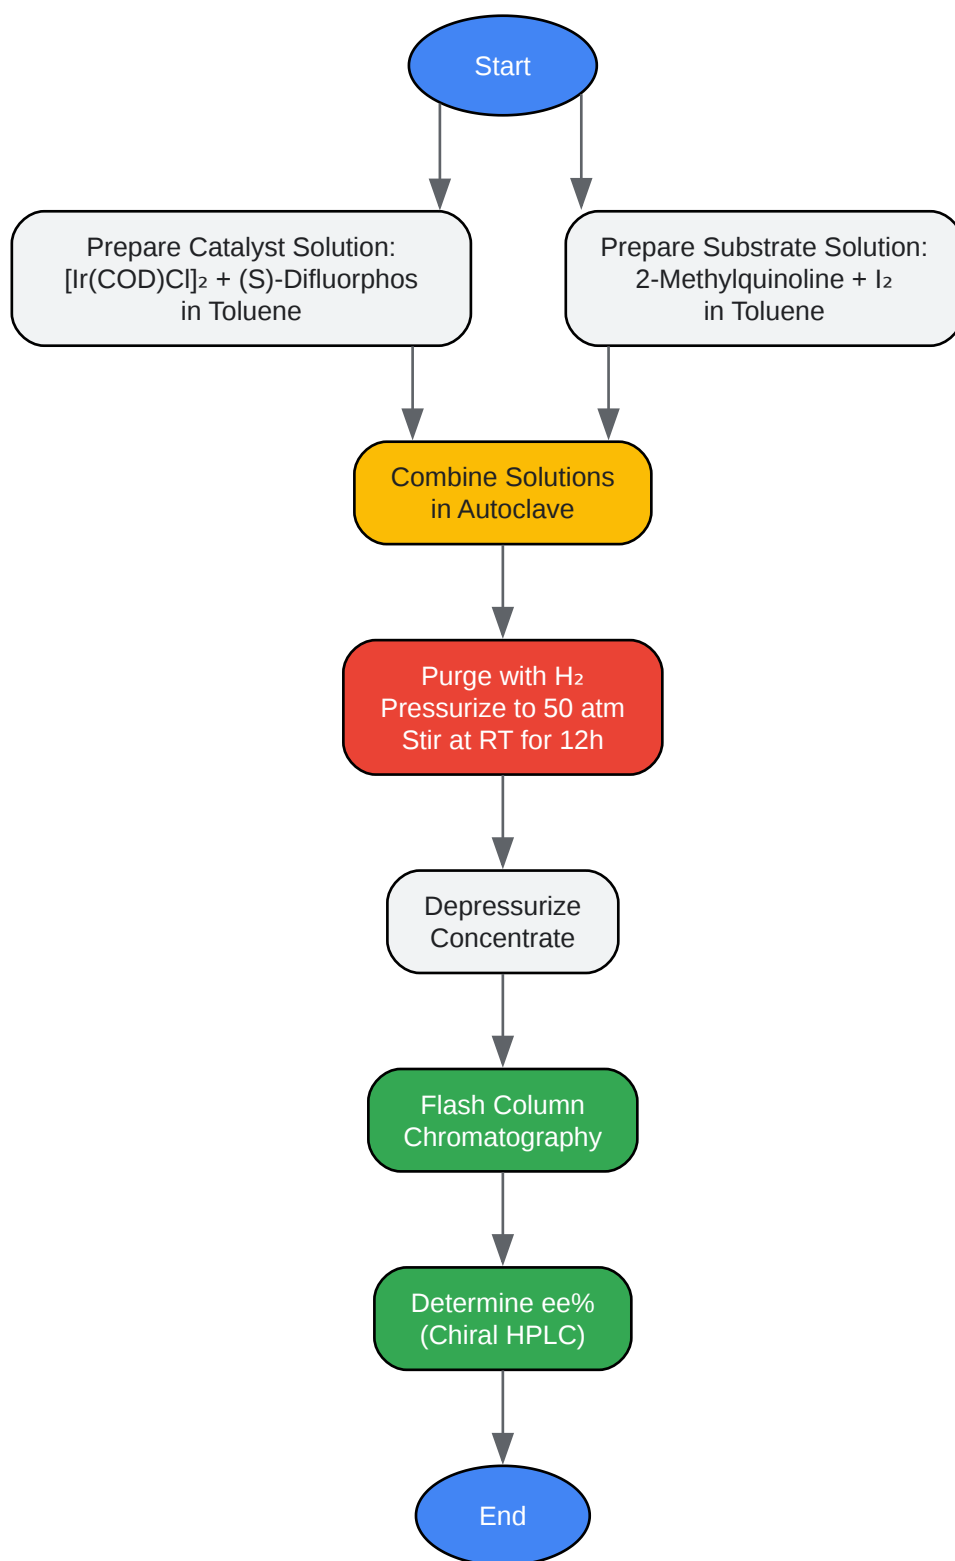 Start
Prepare Catalyst Solution:
[Ir(COD)Cl]₂ + (S)-Difluorphos
in Toluene
Prepare Substrate Solution:
2-Methylquinoline + I₂
in Toluene
Combine Solutions
in Autoclave
Purge with H₂
Pressurize to 50 atm
Stir at RT for 12h
Depressurize
Concentrate
Flash Column
Chromatography
Determine ee%
(Chiral HPLC)
End